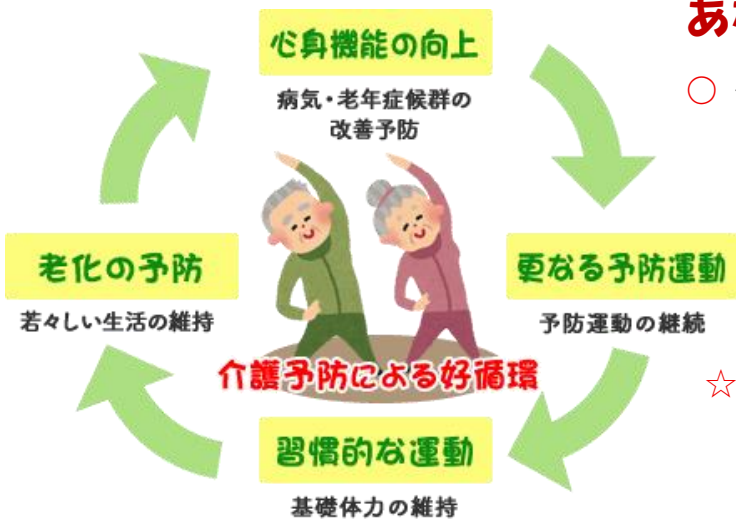 心身機能の向上
病気・老年症候群の
改善予防
更なる予防運動
予防運動の継続
習慣的な運動
基礎体力の維持
老化の予防
若々しい生活の維持
介護予防による好循環
あ
○
☆